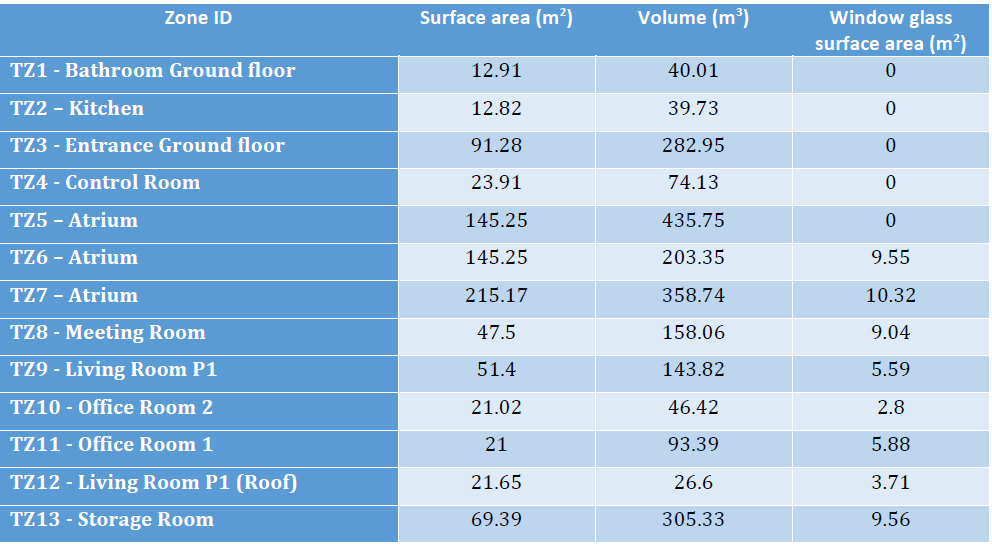 Zone ID Surface area (m²) Volume (m³) Window glass surface area (m²)
TZ1 - Bathroom Ground floor 12.91 40.01 0
TZ2 – Kitchen 12.82 39.73 0
TZ3 - Entrance Ground floor 91.28 282.95 0
TZ4 - Control Room 23.91 74.13 0
TZ5 – Atrium 145.25 435.75 0
TZ6 – Atrium 145.25 203.35 9.55
TZ7 – Atrium 215.17 358.74 10.32
TZ8 - Meeting Room 47.5 158.06 9.04
TZ9 - Living Room P1 51.4 143.82 5.59
TZ10 - Office Room 2 21.02 46.42 2.8
TZ11 - Office Room 1 21 93.39 5.88
TZ12 - Living Room P1 (Roof) 21.65 26.6 3.71
TZ13 - Storage Room 69.39 305.33 9.56